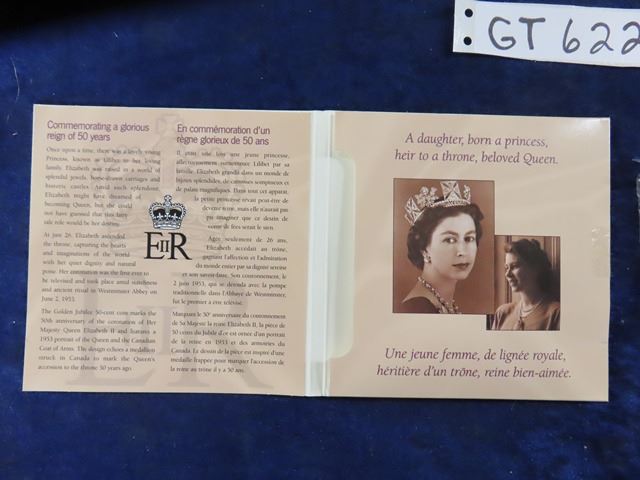 GT 622
Commemorating a glorious
reign of 50 years
Once upon a time, there was a lovely young
Princess, known as Lilibet to her loving
family. Elizabeth was raised in a world of
splendid jewels, horse-drawn carriages and
historic castles. Amid such splendour,
Elizabeth might have dreamed of
becoming Queen, but she could
not have guessed that this fairy
tale role would be her destiny.
At just 26, Elizabeth ascended
the throne, capturing the hearts
and imaginations of the world
with her quiet dignity and natural
poise. Her coronation was the first ever to
be televised and took place amid stateliness
and ancient ritual in Westminster Abbey on
June 2, 1953.
The Golden Jubilee 50-cent coin marks the
50th anniversary of the coronation of Her
Majesty Queen Elizabeth II and features a
1953 portrait of the Queen and the Canadian
Coat of Arms. The design echoes a medallion
struck in Canada to mark the Queen's
accession to the throne 50 years ago.
En commémoration d'un
règne glorieux de 50 ans
Il était une fois une jeune princesse,
affectueusement surnommée Lilibet par sa
famille. Elizabeth grandit dans un monde de
bijoux splendides, de carrosses somptueux et
de palais magnifiques. Dans tout cet apparat,
la petite princesse rêvait peut-être de
devenir reine, mais elle n'aurait pas
pu imaginer que ce destin de
conte de fées serait le sien.
Âgée seulement de 26 ans,
Elizabeth accédait au trône,
gagnant l'affection et l'admiration
du monde entier par sa dignité sereine
et son savoir-faire. Son couronnement, le
2 juin 1953, qui se déroula avec la pompe
traditionnelle dans l'Abbaye de Westminster,
fut le premier à être télévisé.
Marquant le 50e anniversaire du couronnement
de Sa Majesté la reine Elizabeth II, la pièce de
50 cents du Jubilé d'or est ornée d'un portrait
de la reine en 1953 et des armoiries du
Canada. Le dessin de la pièce est inspiré d'une
médaille frappée pour marquer l'accession de
la reine au trône il y a 50 ans.
EIIR
A daughter, born a princess,
heir to a throne, beloved Queen.
Une jeune femme, de lignée royale,
héritière d'un trône, reine bien-aimée.